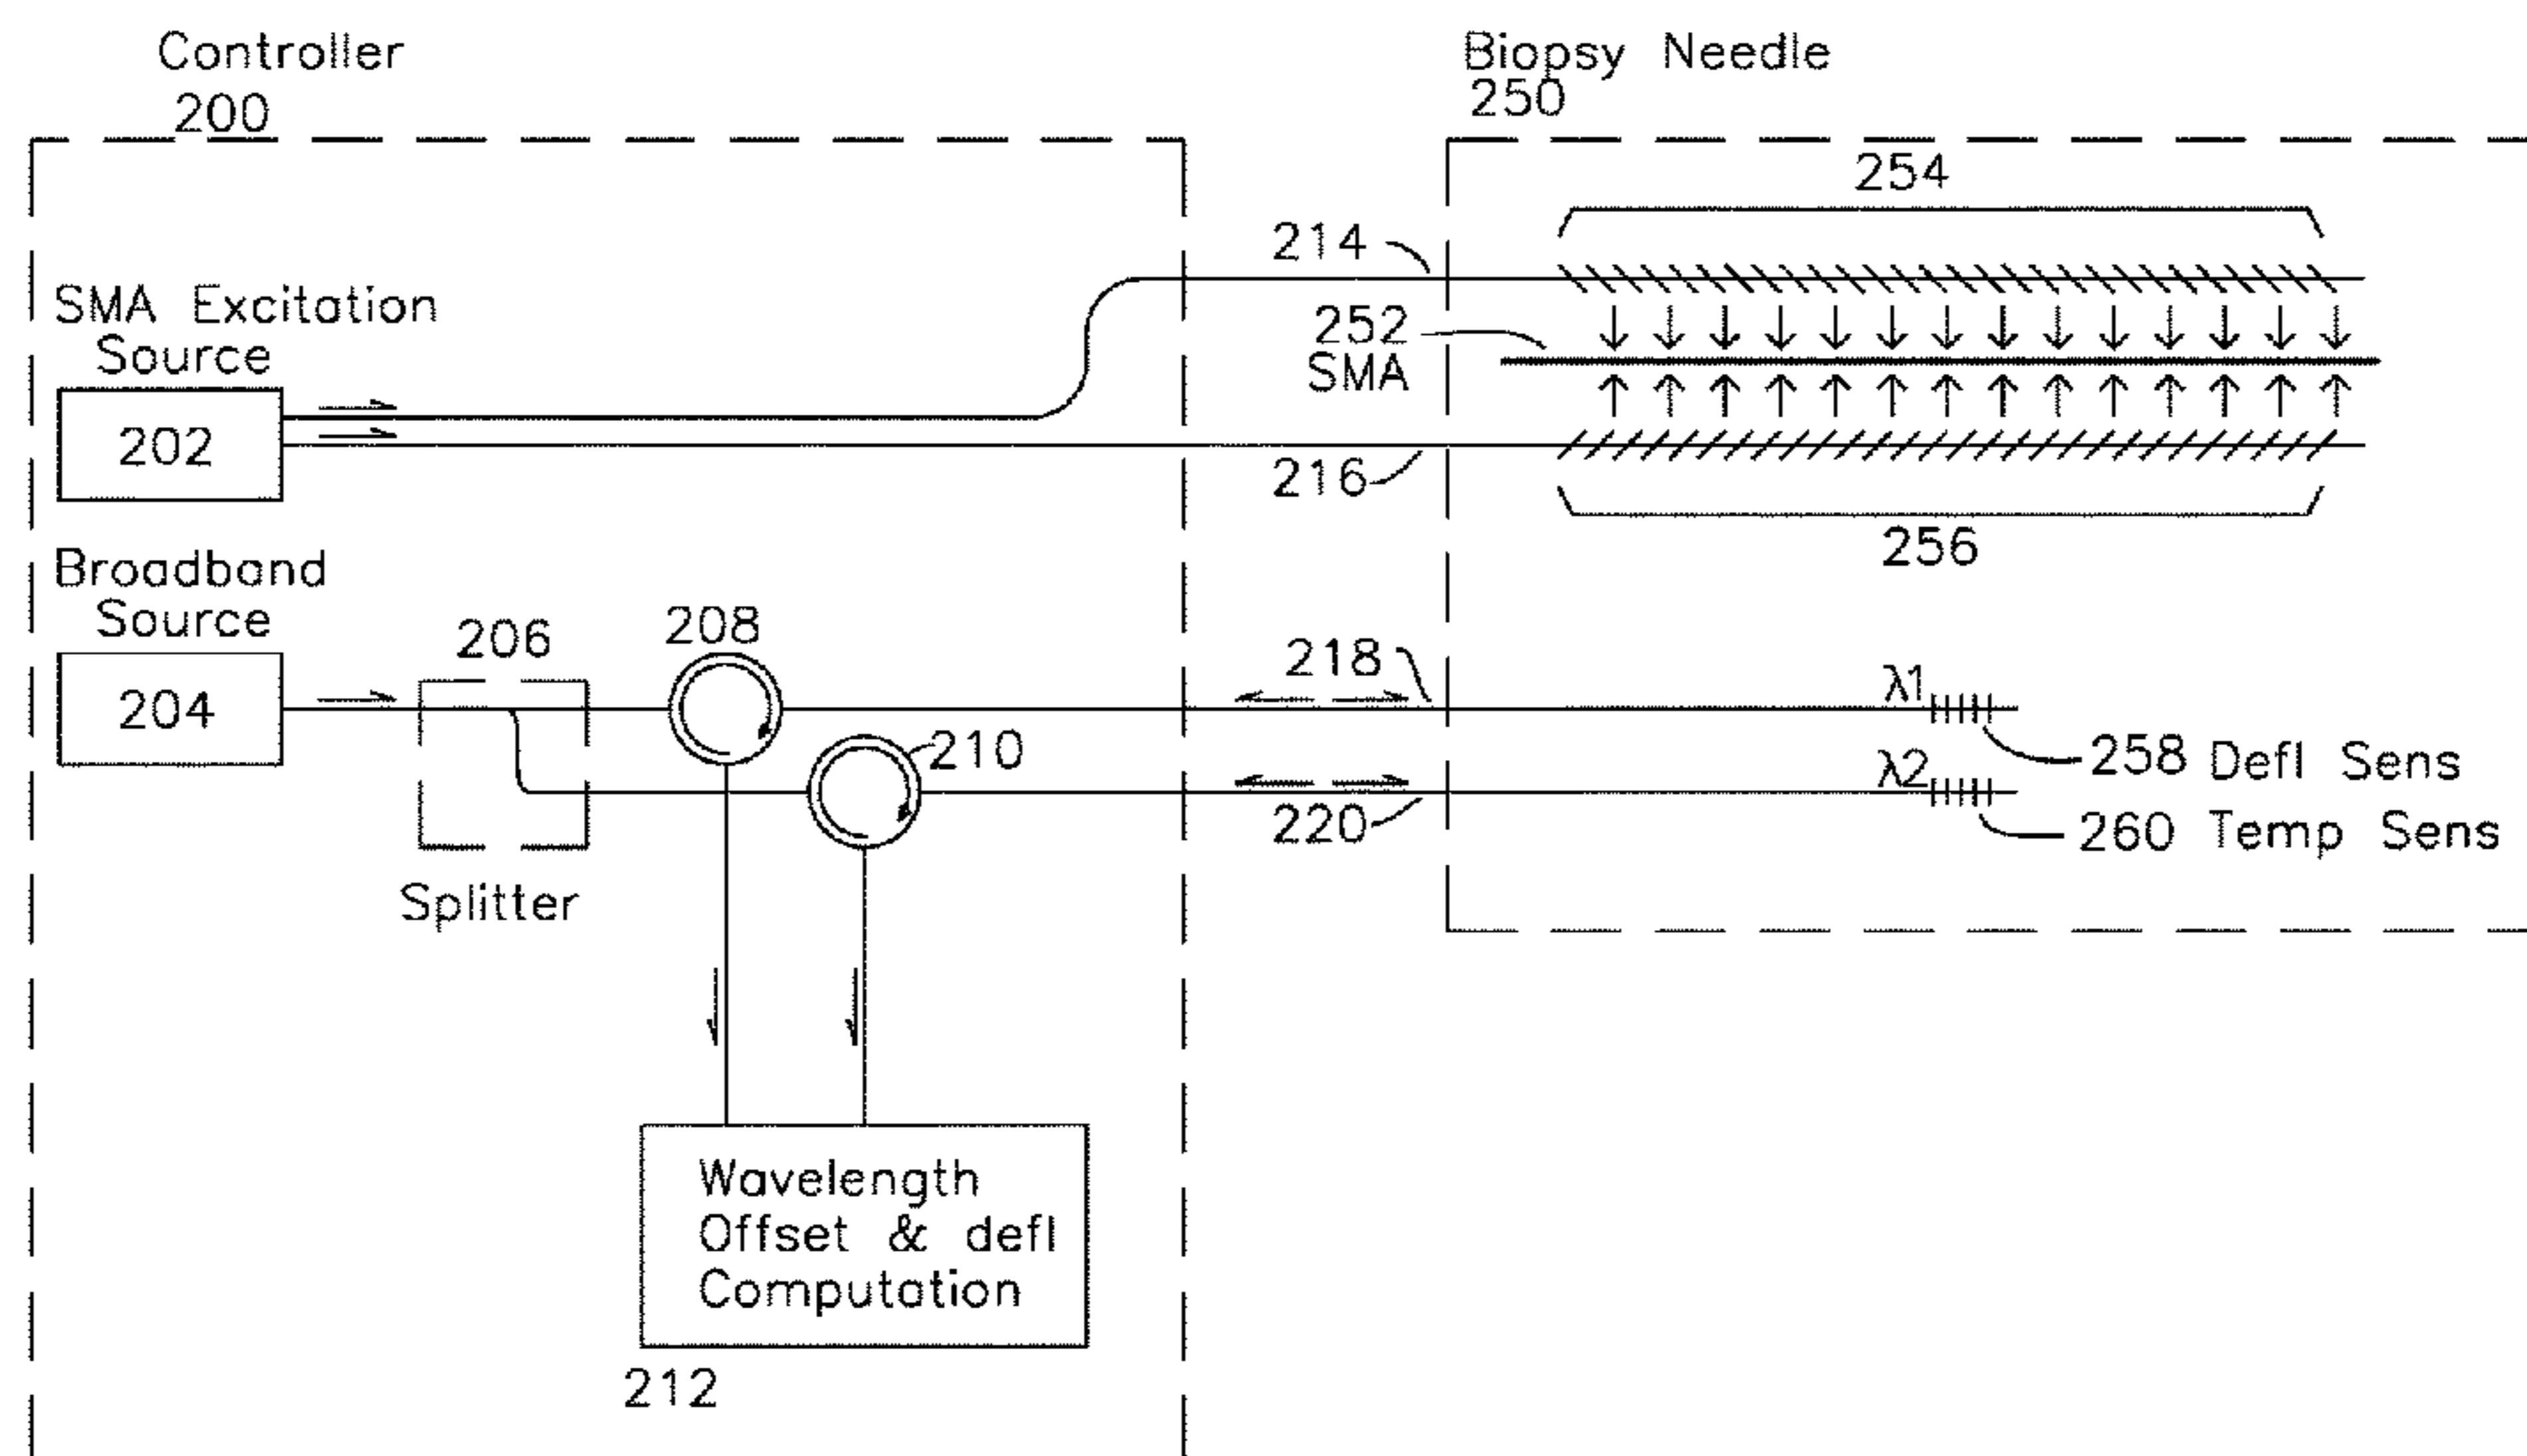 Controller
200
Biopsy Needle
250
254
214
SMA Excitation
Source
252
SMA
202
216
256
Broadband
Source
206
208
218
λ1
204
210
258 Defl Sens
λ2
220
260 Temp Sens
Splitter
Wavelength
Offset & defl
Computation
212